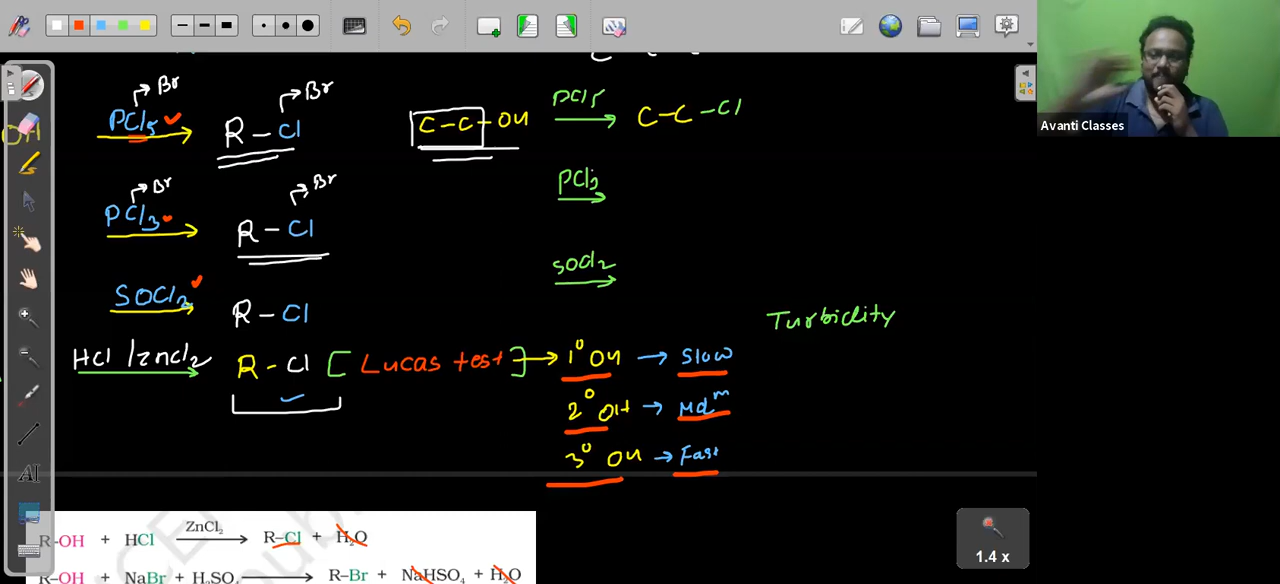 → Br
→ Br
PCl5
R – Cl
C – C – OH
PCl5
C – C – Cl
OH
Avanti Classes
→ Br
→ Br
PCl3
R – Cl
PCl3
SOCl2
R – Cl
SOCl2
Turbidity
HCl /ZnCl2
R – Cl [ Lucas test ] → 1° OH → Slow
2° OH → Mdm
3° OH → Fast
AI
R-OH + HCl ZnCl2 → R–Cl + H2O
R-OH + NaBr + H2SO4 → R–Br + NaHSO4 + H2O
1.4 x